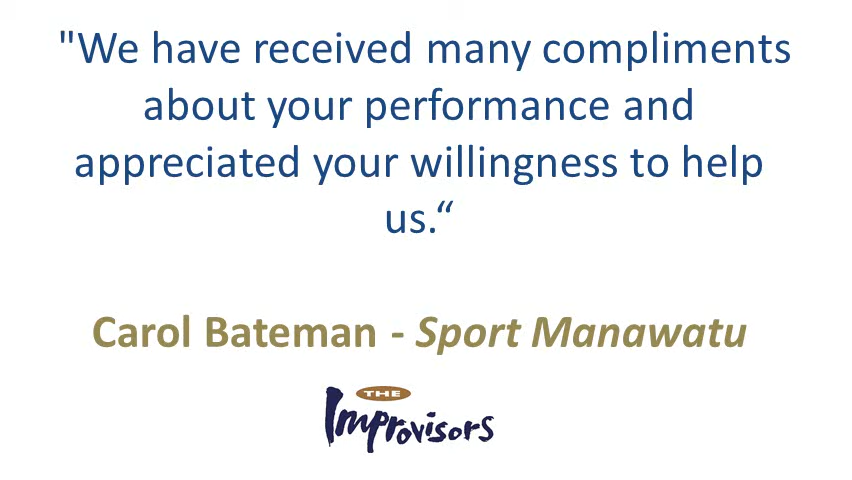 "We have received many compliments
about your performance and
appreciated your willingness to help
us.“
Carol Bateman - Sport Manawatu
THE
Improvisors